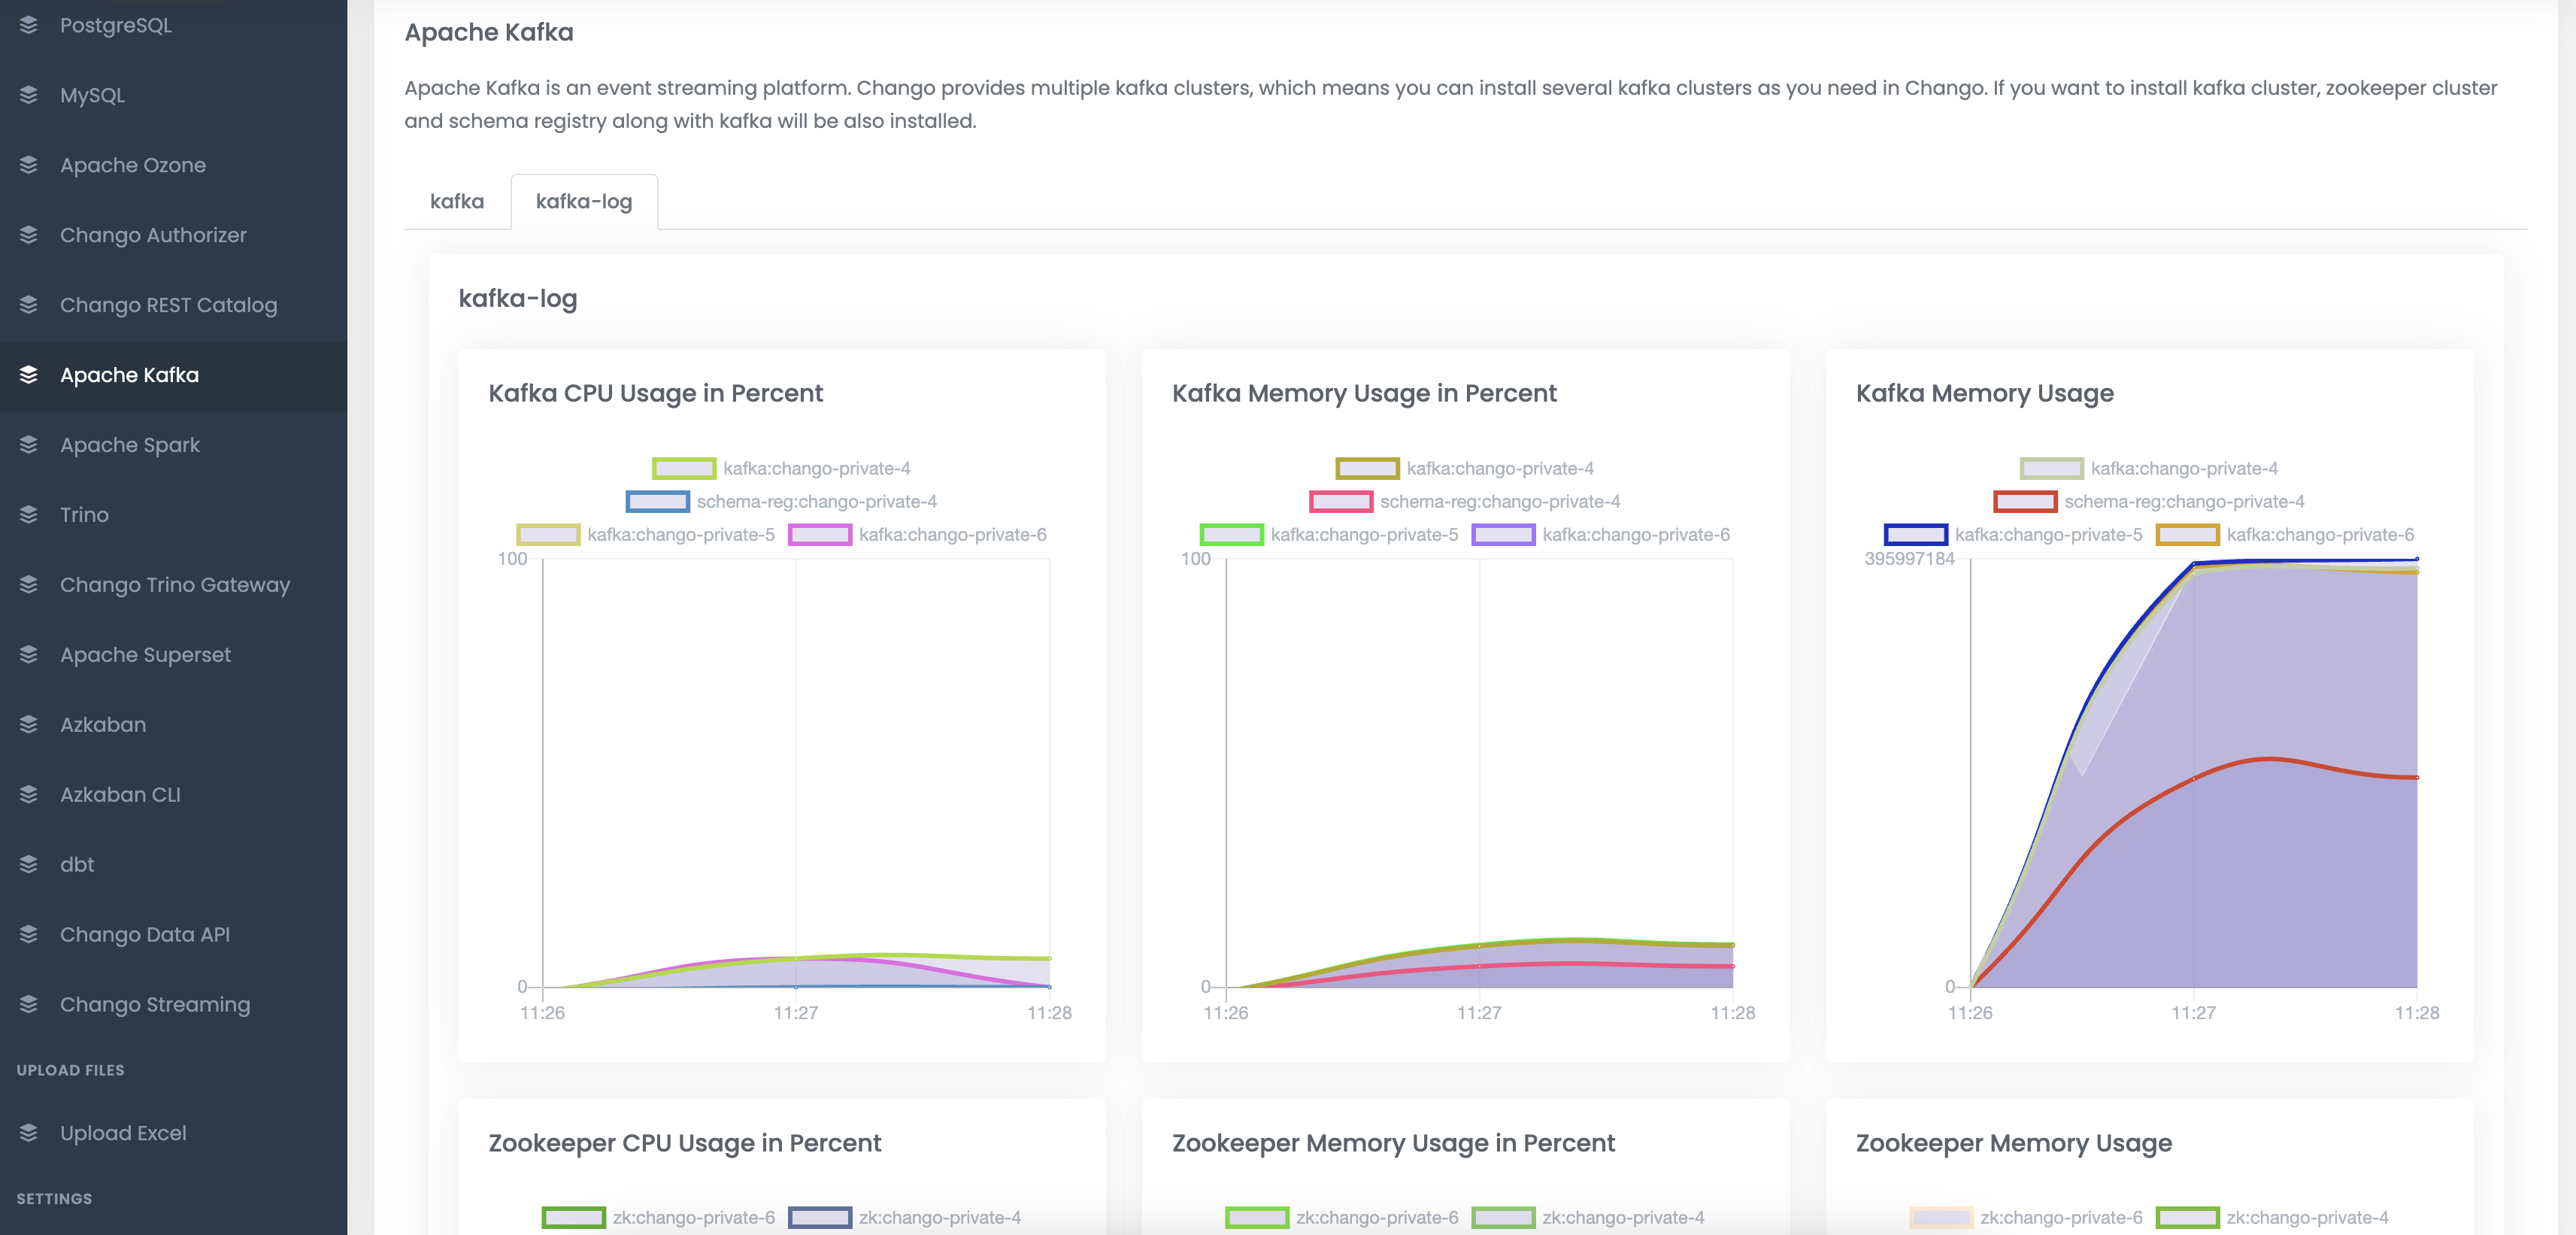 PostgreSQL
MySQL
Apache Ozone
Chango Authorizer
Chango REST Catalog
Apache Kafka
Apache Spark
Trino
Chango Trino Gateway
Apache Superset
Azkaban
Azkaban CLI
dbt
Chango Data API
Chango Streaming
UPLOAD FILES
Upload Excel
SETTINGS
Apache Kafka
Apache Kafka is an event streaming platform. Chango provides multiple kafka clusters, which means you can install several kafka clusters as you need in Chango. If you want to install kafka cluster, zookeeper cluster
and schema registry along with kafka will be also installed.
kafka kafka-log
kafka-log
Kafka CPU Usage in Percent
kafka:chango-private-4
schema-reg:chango-private-4
kafka:chango-private-5 kafka:chango-private-6
100
0
11:26 11:27 11:28
Kafka Memory Usage in Percent
kafka:chango-private-4
schema-reg:chango-private-4
kafka:chango-private-5 kafka:chango-private-6
100
0
11:26 11:27 11:28
Kafka Memory Usage
kafka:chango-private-4
schema-reg:chango-private-4
kafka:chango-private-5 kafka:chango-private-6
395997184
0
11:26 11:27 11:28
Zookeeper CPU Usage in Percent
zk:chango-private-6 zk:chango-private-4
Zookeeper Memory Usage in Percent
zk:chango-private-6 zk:chango-private-4
Zookeeper Memory Usage
zk:chango-private-6 zk:chango-private-4